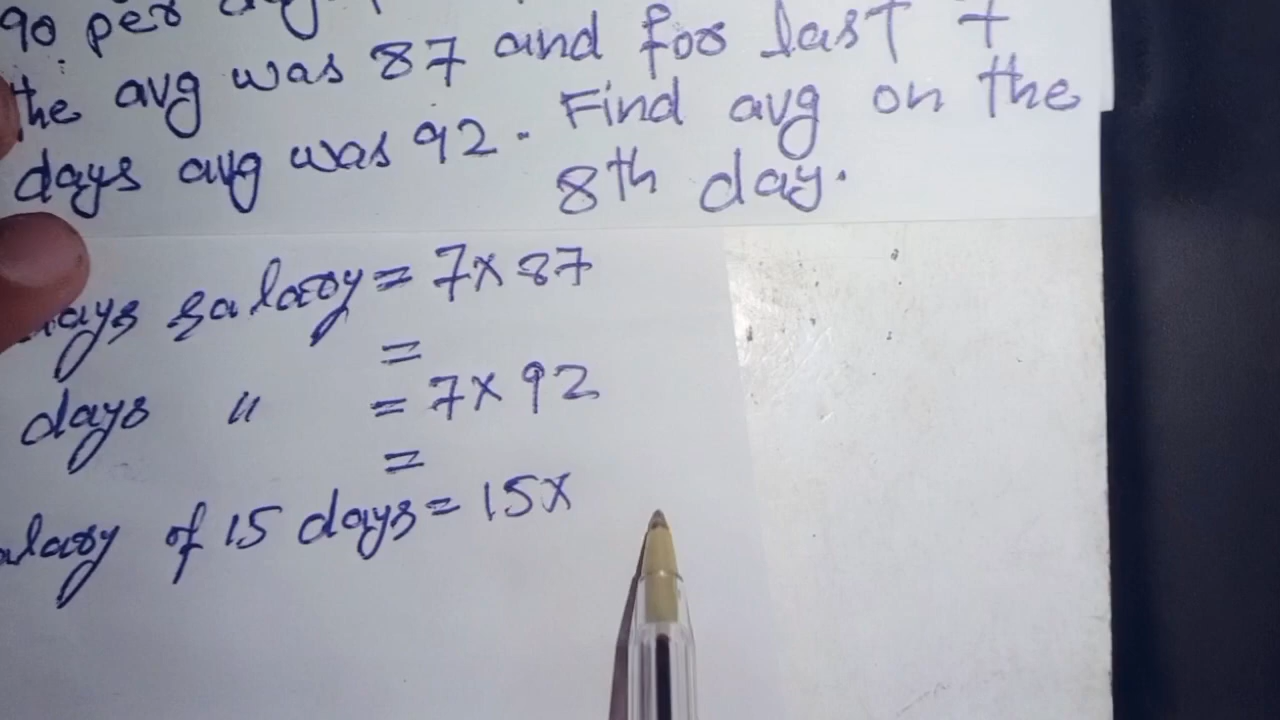 90 per
the avg was 87 and for last 7
days avg was 92. Find avg on the
8th day.
days salary = 7x87
=
days " = 7x92
=
salary of 15 days = 15x